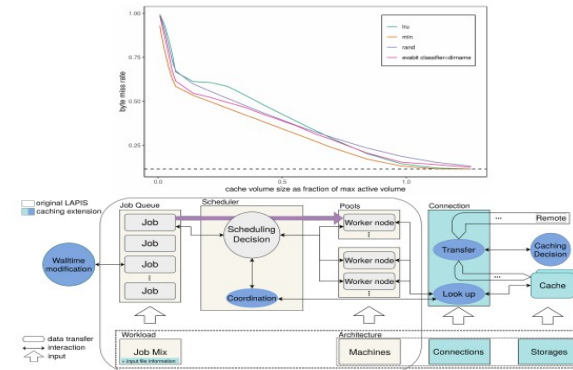 1.00
lru
min
rand
exabit classifier=dirname
0.75
byte miss rate
0.50
0.25
0.0
0.5
1.0
cache volume size as fraction of max active volume
original LAPIS
caching extension
Job Queue
Scheduler
Pools
Connection
Job
Job
Job
Job
Scheduling
Decision
Coordination
Worker node
Worker node
Worker node
Remote
Transfer
Caching
Decision
Cache
Look up
Walltime
modification
data transfer
interaction
input
Workload
Architecture
Job Mix
+ input file information
Machines
Connections
Storages